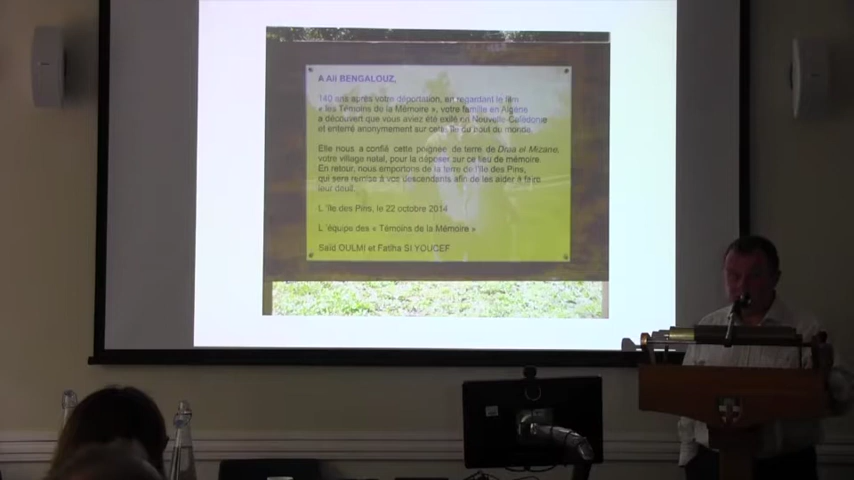 A Ali BENGALOUZ,
140 ans après votre déportation, en regardant le film
« les Témoins de la Mémoire », votre famille en Algérie
a découvert que vous aviez été exilé en Nouvelle-Calédonie
et enterré anonymement sur cette île du bout du monde.
Elle nous a confié cette poignée de terre de Draa el Mizane,
votre village natal, pour la déposer sur ce lieu de mémoire.
En retour, nous emportons de la terre de l'île des Pins,
qui sera remise à vos descendants afin de les aider à faire
leur deuil.
L'île des Pins, le 22 octobre 2014
L'équipe des « Témoins de la Mémoire »
Saïd OULMI et Fatiha SI YOUCEF